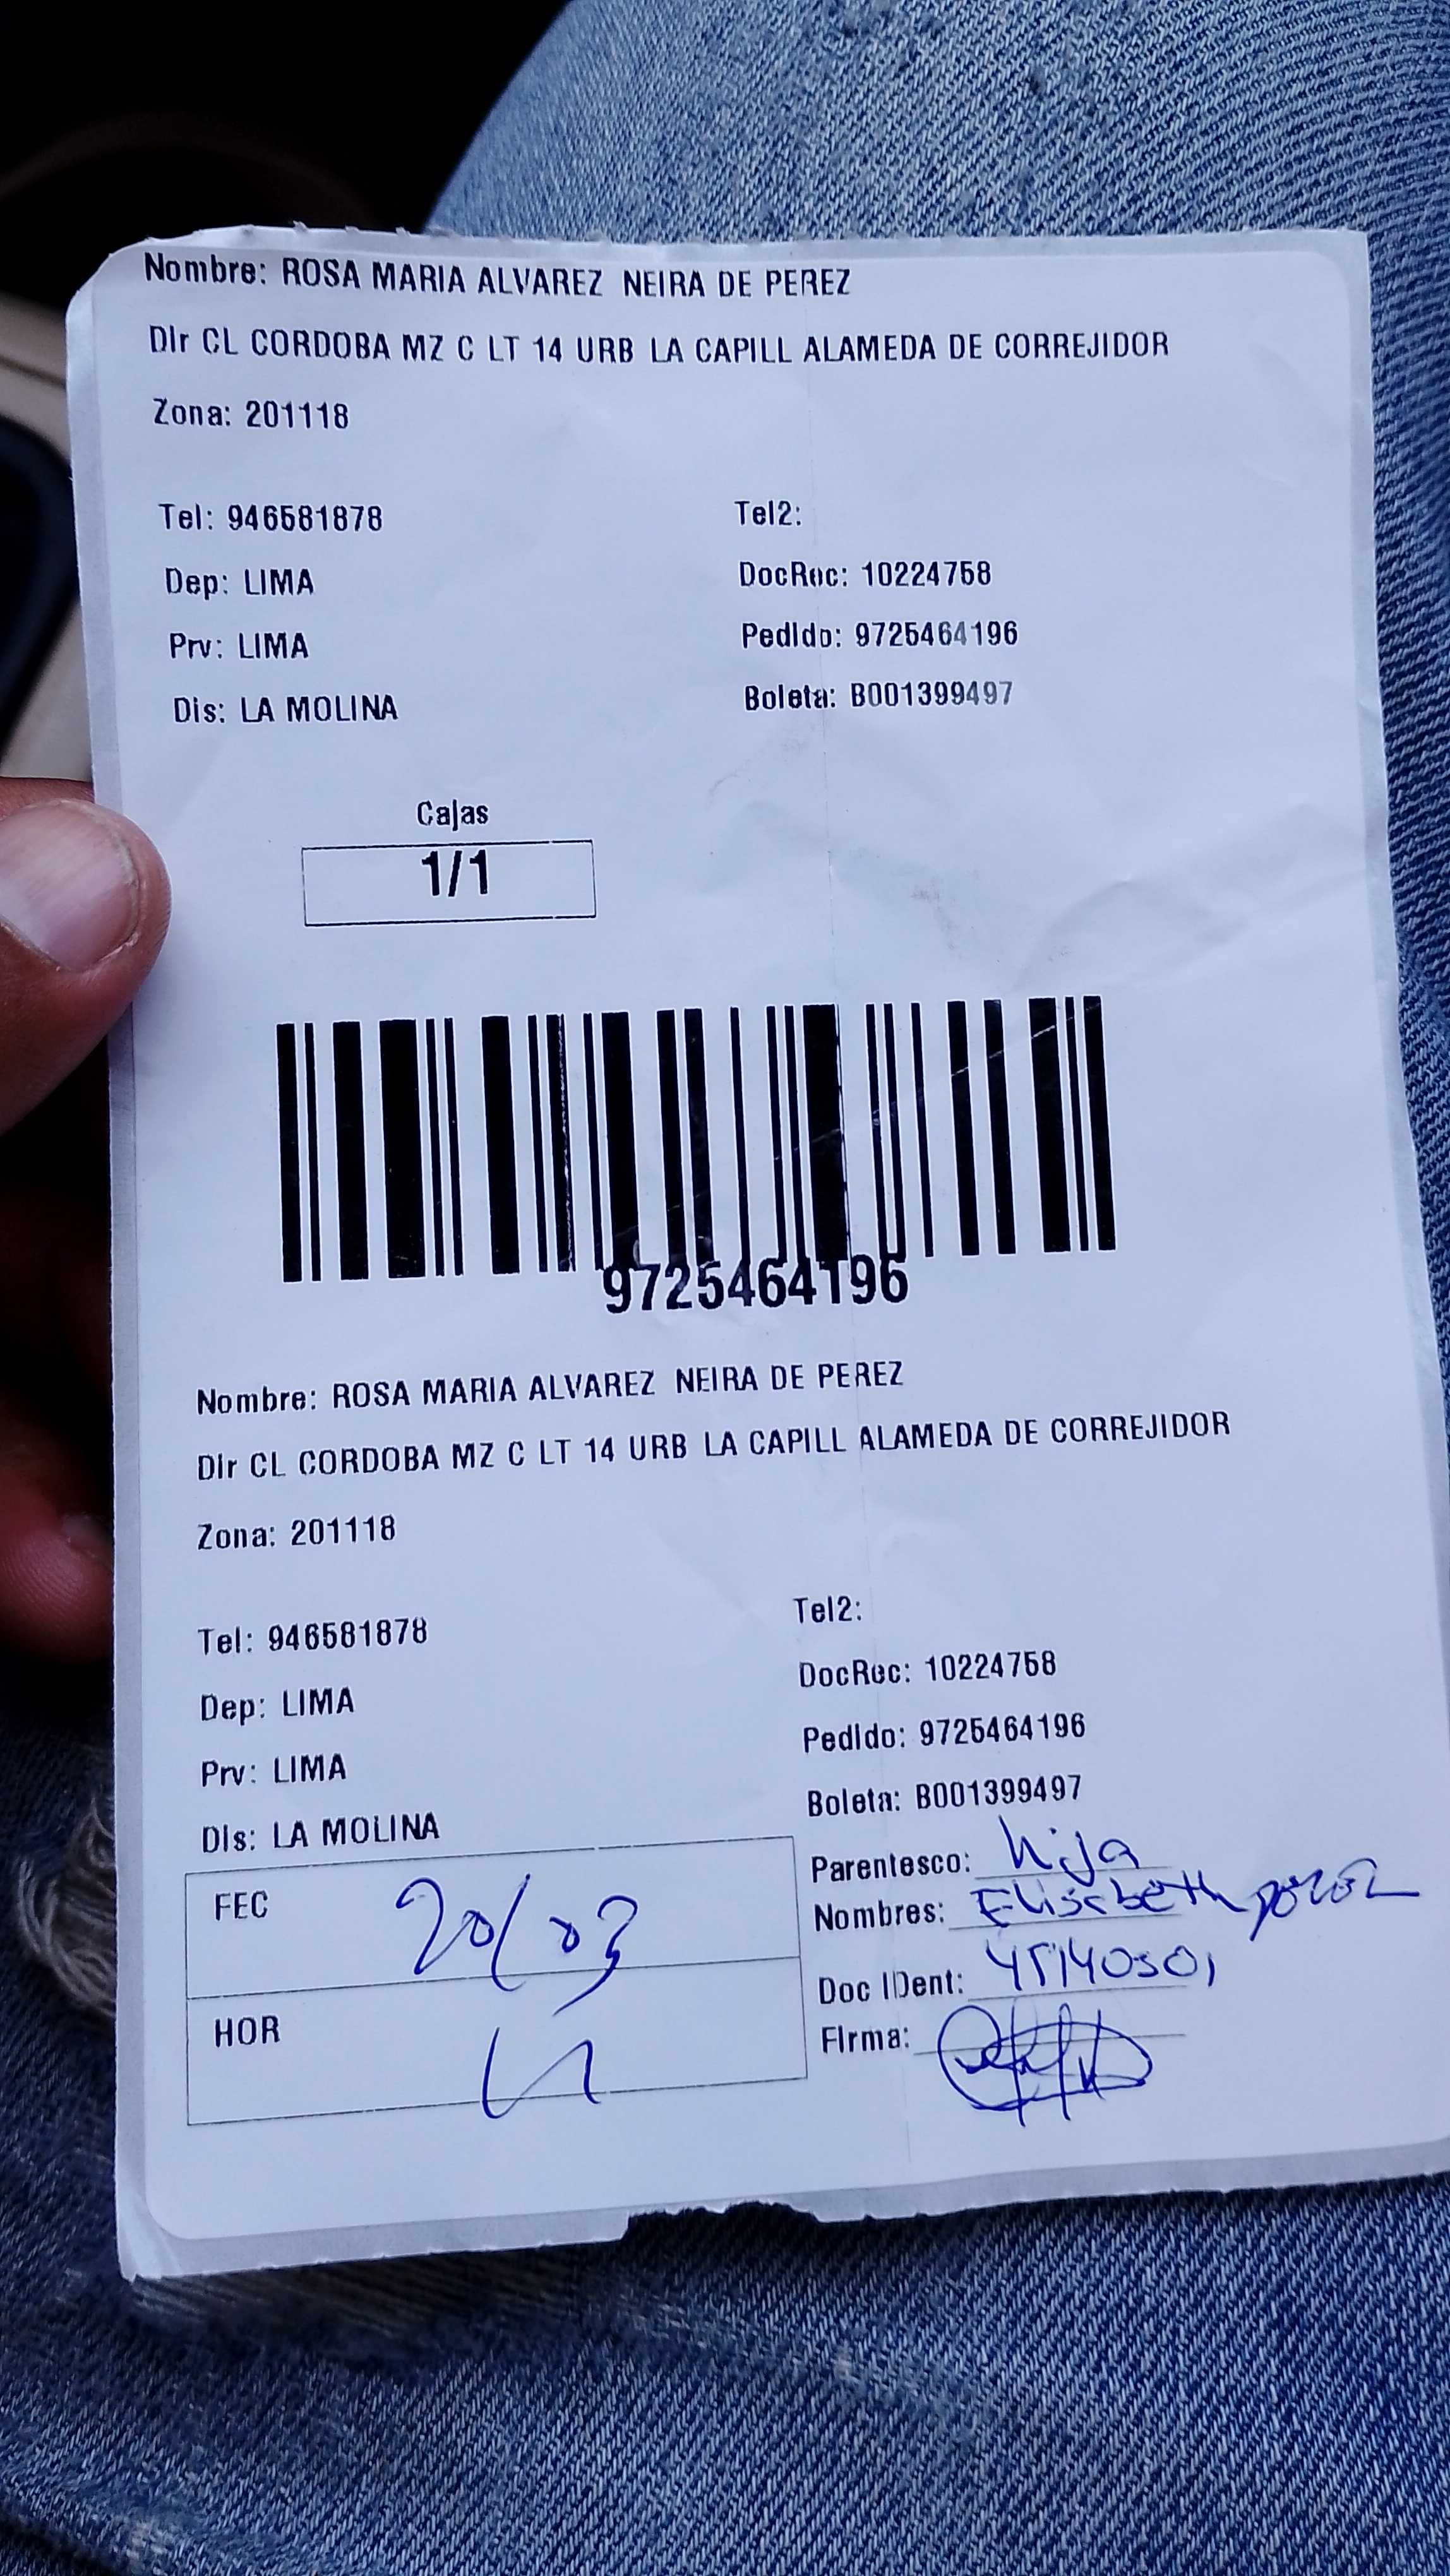 Nombre: ROSA MARIA ALVAREZ NEIRA DE PEREZ
Dir CL CORDOBA MZ C LT 14 URB LA CAPILL ALAMEDA DE CORREJIDOR
Zona: 201118
Tel: 946581878 Tel2:
Dep: LIMA DocRec: 10224758
Prv: LIMA Pedido: 9725464196
Dis: LA MOLINA Boleta: B001399497
Cajas
1/1
9725464196
Nombre: ROSA MARIA ALVAREZ NEIRA DE PEREZ
Dir CL CORDOBA MZ C LT 14 URB LA CAPILL ALAMEDA DE CORREJIDOR
Zona: 201118
Tel: 946581878 Tel2:
Dep: LIMA DocRec: 10224758
Prv: LIMA Pedido: 9725464196
Dis: LA MOLINA Boleta: B001399497
Parentesco: hija
FEC 20/03 Nombres: Elisabeth perez
Doc IDent:
HOR Firma: